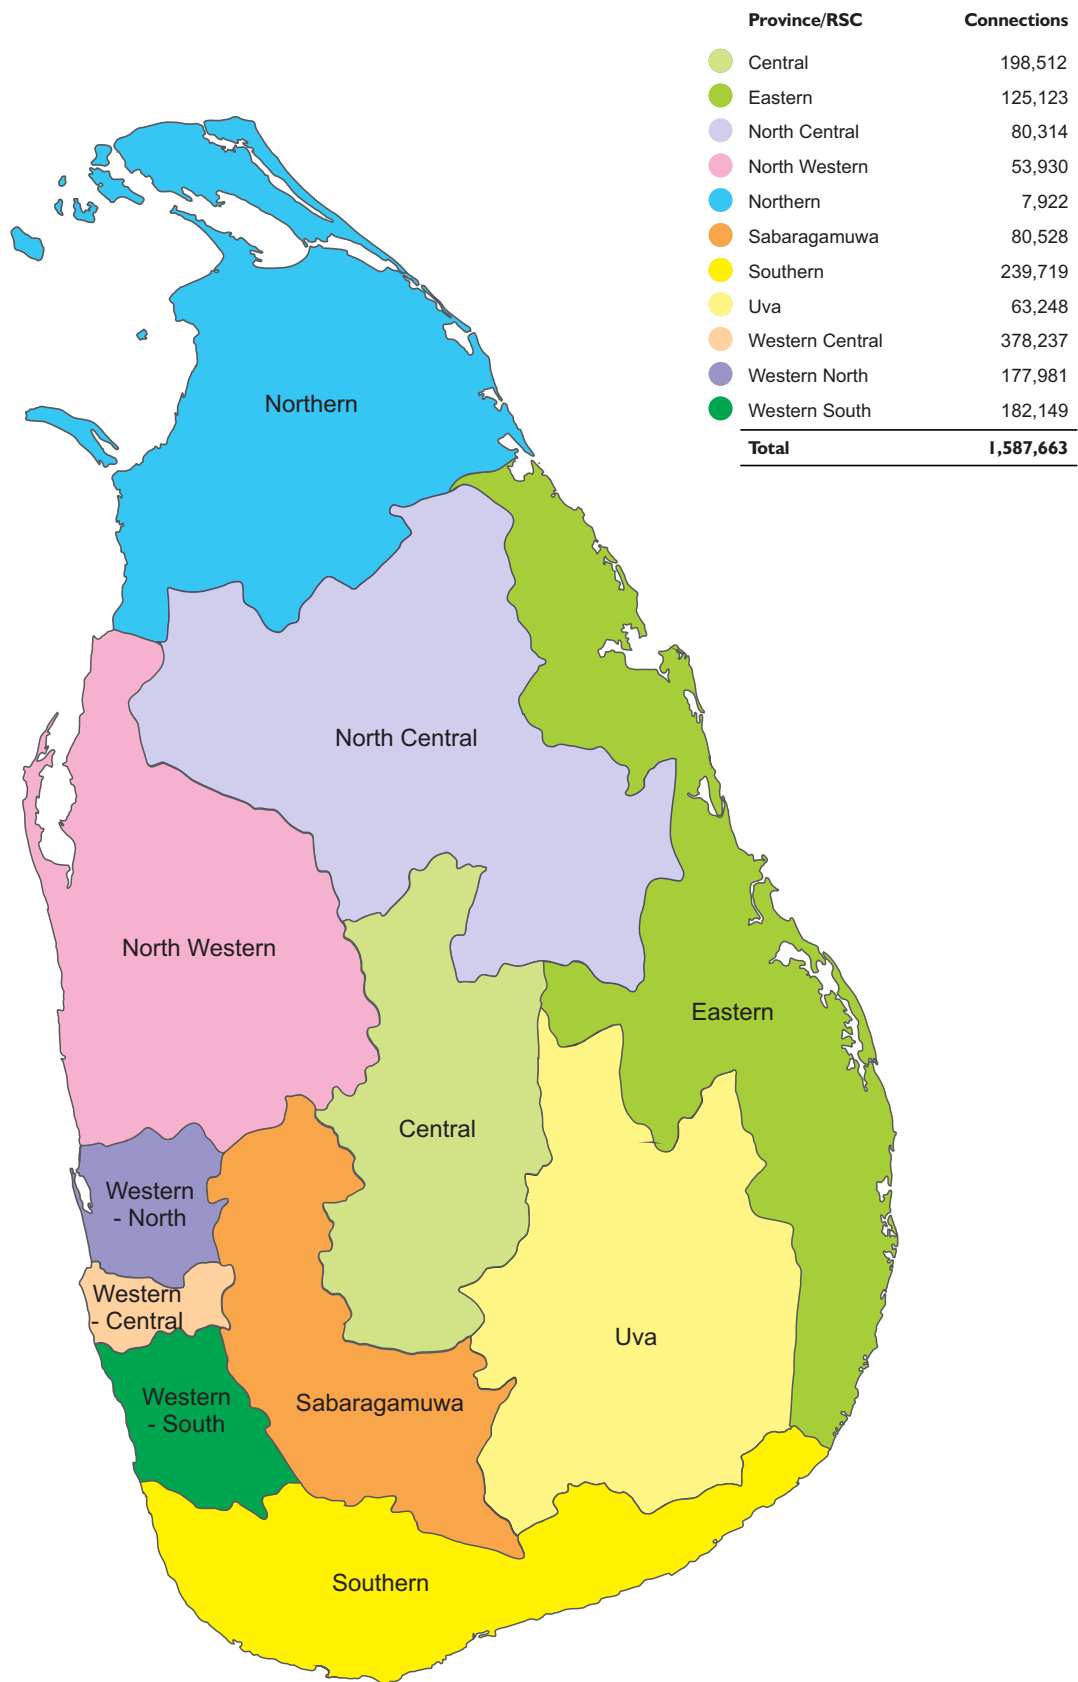 Province/RSC Connections
Central 198,512
Eastern 125,123
North Central 80,314
North Western 53,930
Northern 7,922
Sabaragamuwa 80,528
Southern 239,719
Uva 63,248
Western Central 378,237
Western North 177,981
Western South 182,149
Total 1,587,663
Northern
North Central
North Western
Eastern
Central
Western
- North
Western
- Central
Uva
Western
- South
Sabaragamuwa
Southern